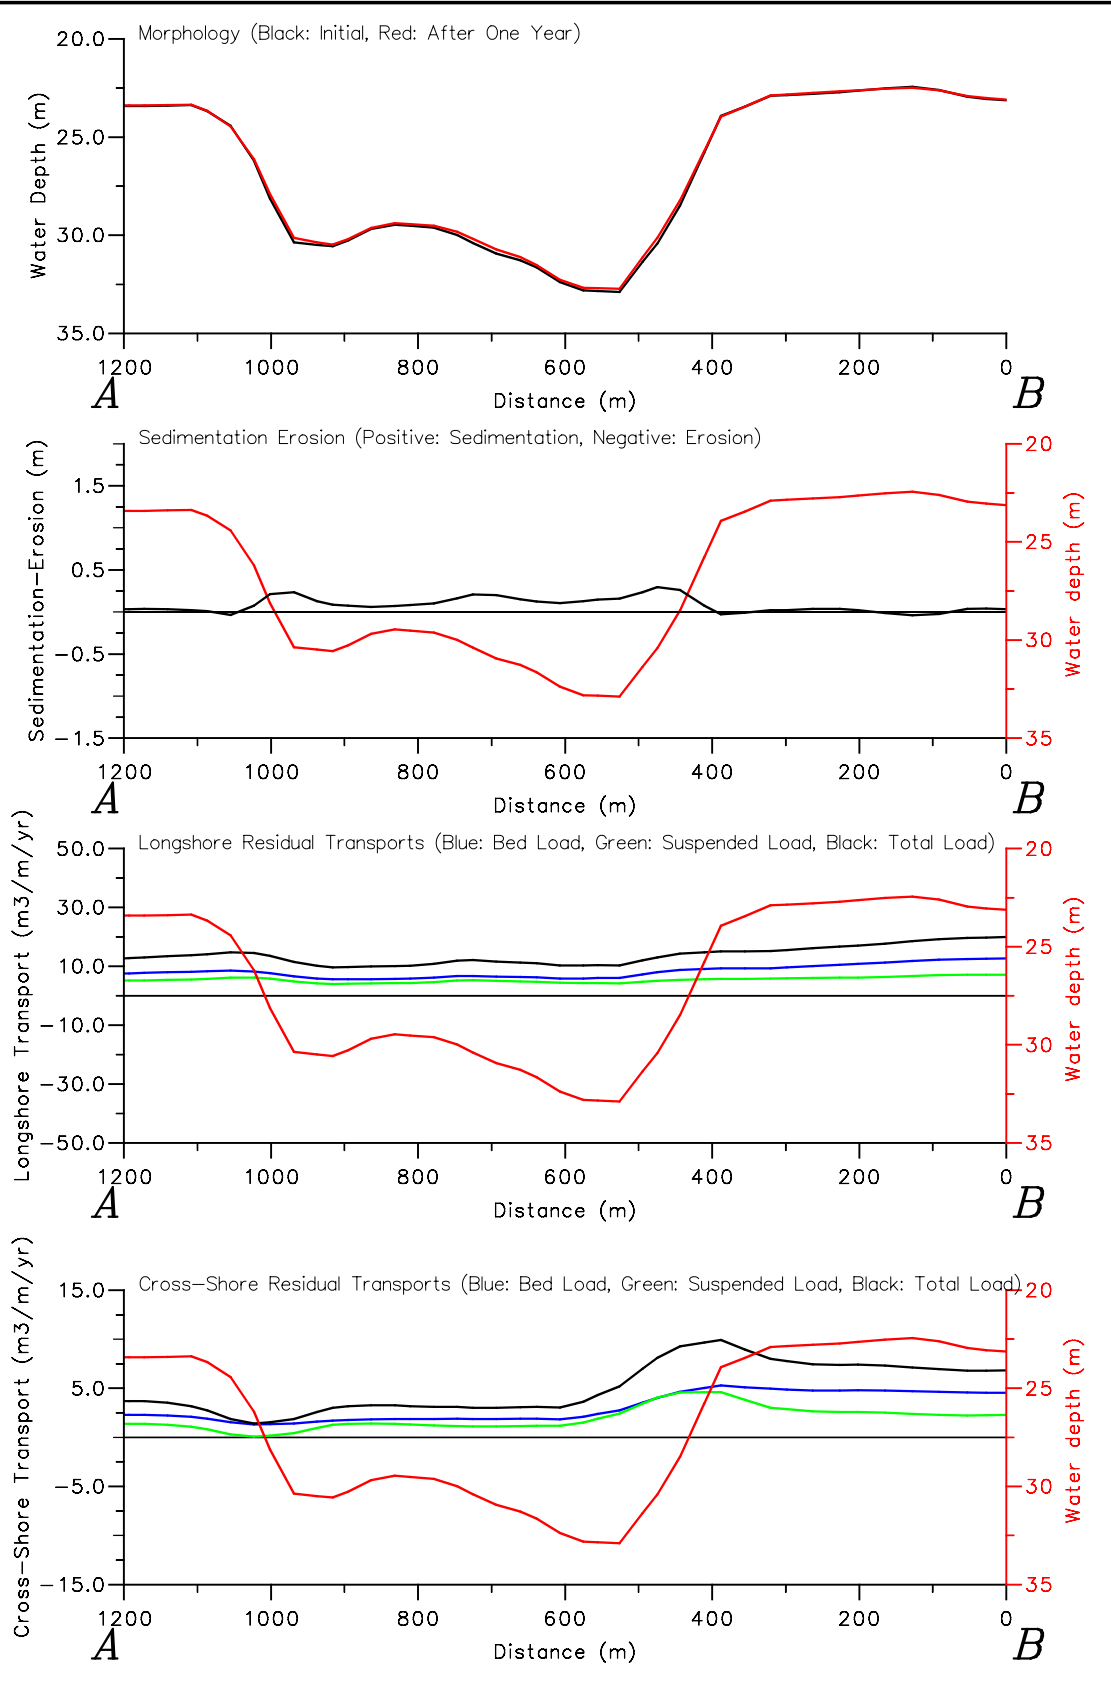 Morphology (Black: Initial, Red: After One Year)
20.0
25.0
30.0
35.0
Water Depth (m)
1200 1000 800 600 400 200 0
A Distance (m) B
Sedimentation Erosion (Positive: Sedimentation, Negative: Erosion)
1.5
0.5
-0.5
-1.5
Sedimentation-Erosion (m)
20
25
30
35
Water depth (m)
1200 1000 800 600 400 200 0
A Distance (m) B
Longshore Residual Transports (Blue: Bed Load, Green: Suspended Load, Black: Total Load)
50.0
30.0
10.0
-10.0
-30.0
-50.0
Longshore Transport (m3/m/yr)
20
25
30
35
Water depth (m)
1200 1000 800 600 400 200 0
A Distance (m) B
Cross-Shore Residual Transports (Blue: Bed Load, Green: Suspended Load, Black: Total Load)
15.0
5.0
-5.0
-15.0
Cross-Shore Transport (m3/m/yr)
20
25
30
35
Water depth (m)
1200 1000 800 600 400 200 0
A Distance (m) B